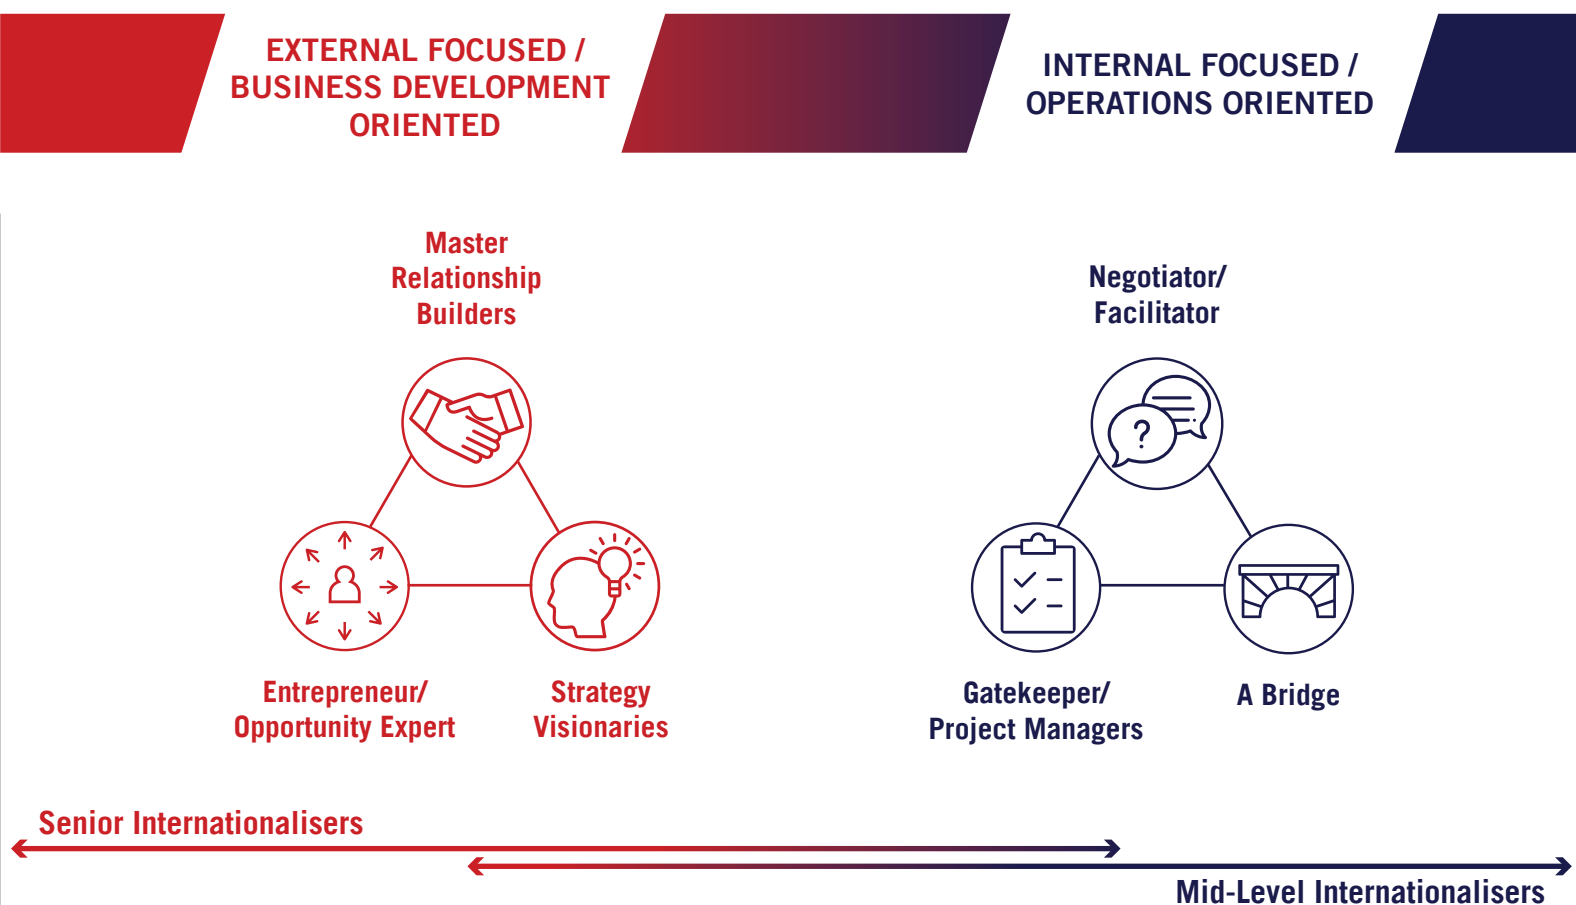 EXTERNAL FOCUSED /
BUSINESS DEVELOPMENT
ORIENTED
INTERNAL FOCUSED /
OPERATIONS ORIENTED
Master
Relationship
Builders
Negotiator/
Facilitator
?
Entrepreneur/
Opportunity Expert
Strategy
Visionaries
Gatekeeper/
Project Managers
A Bridge
Senior Internationalisers
Mid-Level Internationalisers